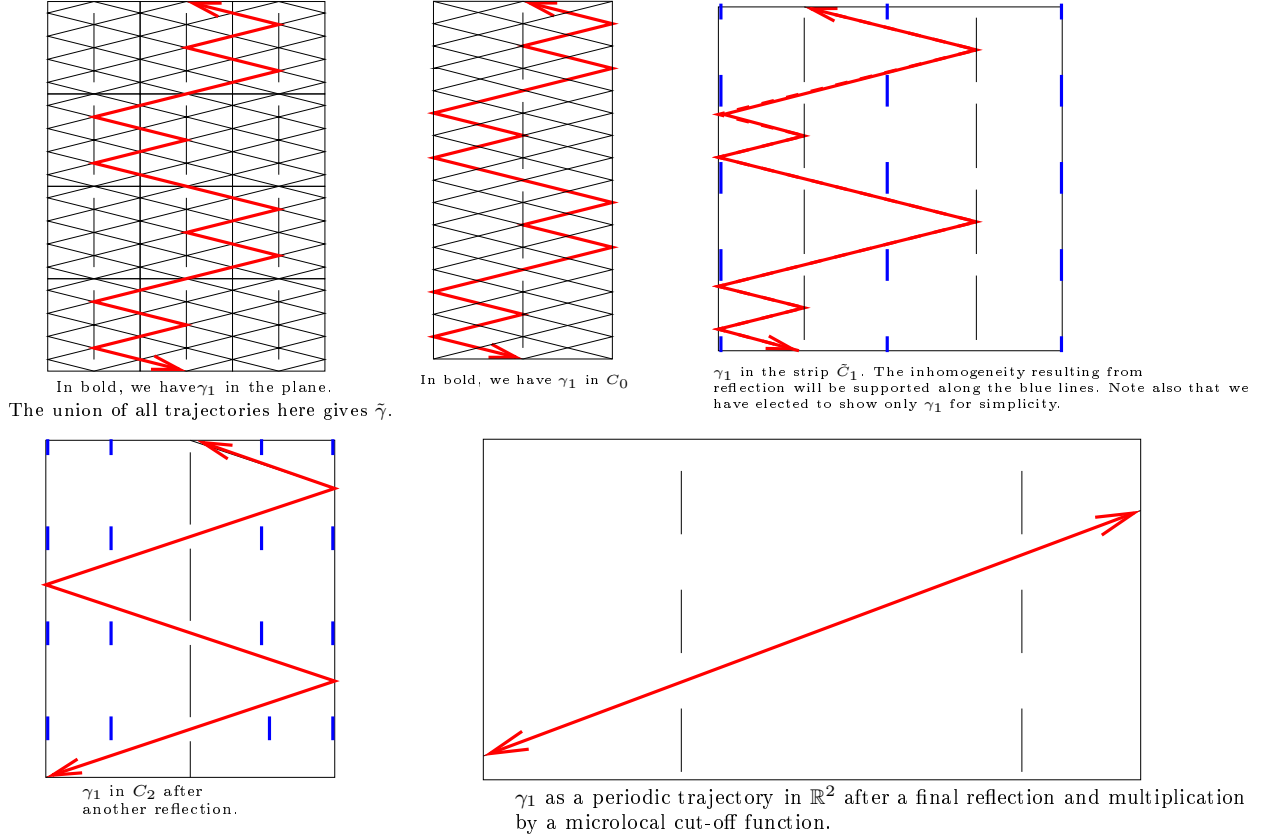 In bold, we have γ₁ in the plane.
The union of all trajectories here gives γ̃.
In bold, we have γ₁ in C₀
γ₁ in the strip C̃₁. The inhomogeneity resulting from
reflection will be supported along the blue lines. Note also that we
have elected to show only γ₁ for simplicity.
γ₁ in C₂ after
another reflection.
γ₁ as a periodic trajectory in ℝ² after a final reflection and multiplication
by a microlocal cut-off function.